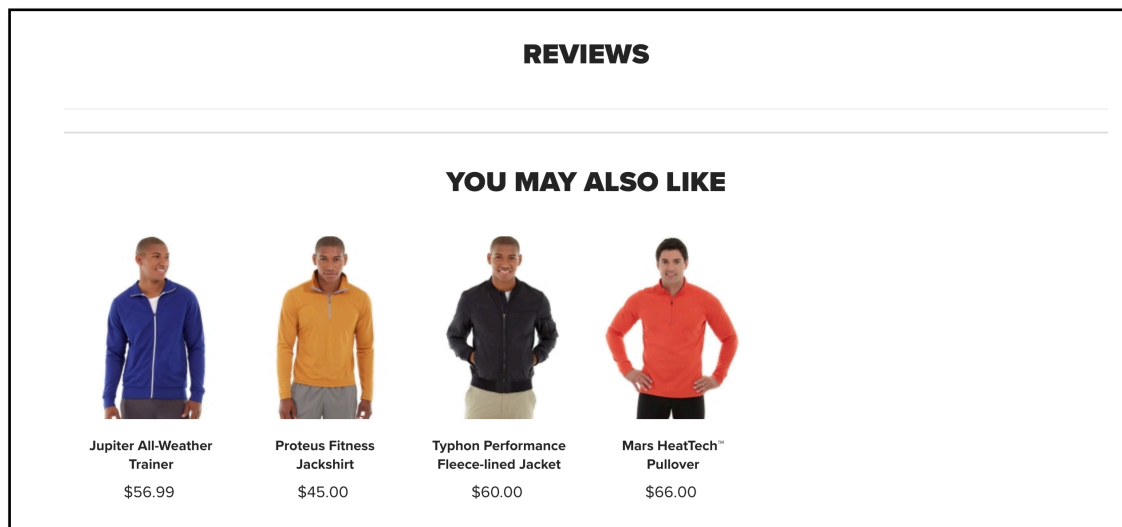 REVIEWS
YOU MAY ALSO LIKE
Jupiter All-Weather
Trainer
$56.99
Proteus Fitness
Jackshirt
$45.00
Typhon Performance
Fleece-lined Jacket
$60.00
Mars HeatTech™
Pullover
$66.00